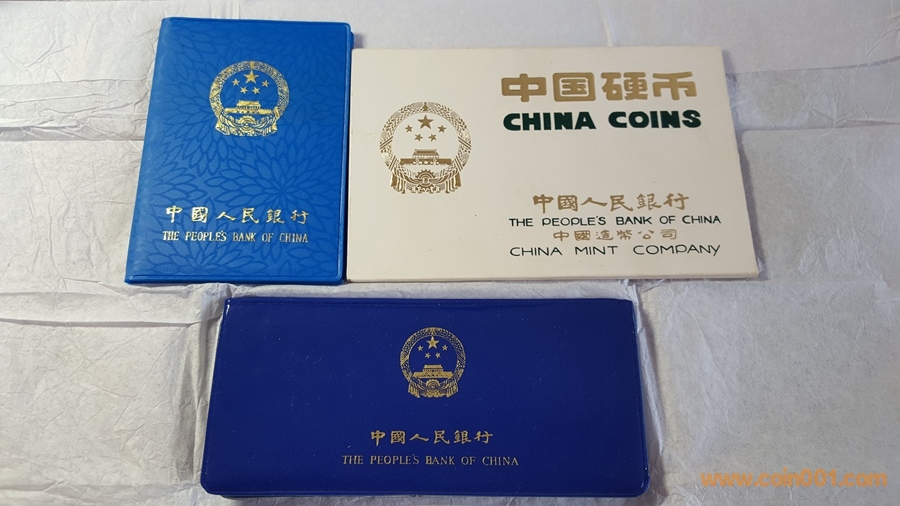 中國人民銀行
THE PEOPLE'S BANK OF CHINA
中国硬币
CHINA COINS
中國人民銀行
THE PEOPLE'S BANK OF CHINA
中國造幣公司
CHINA MINT COMPANY
中國人民銀行
THE PEOPLE'S BANK OF CHINA
www.coin001.com